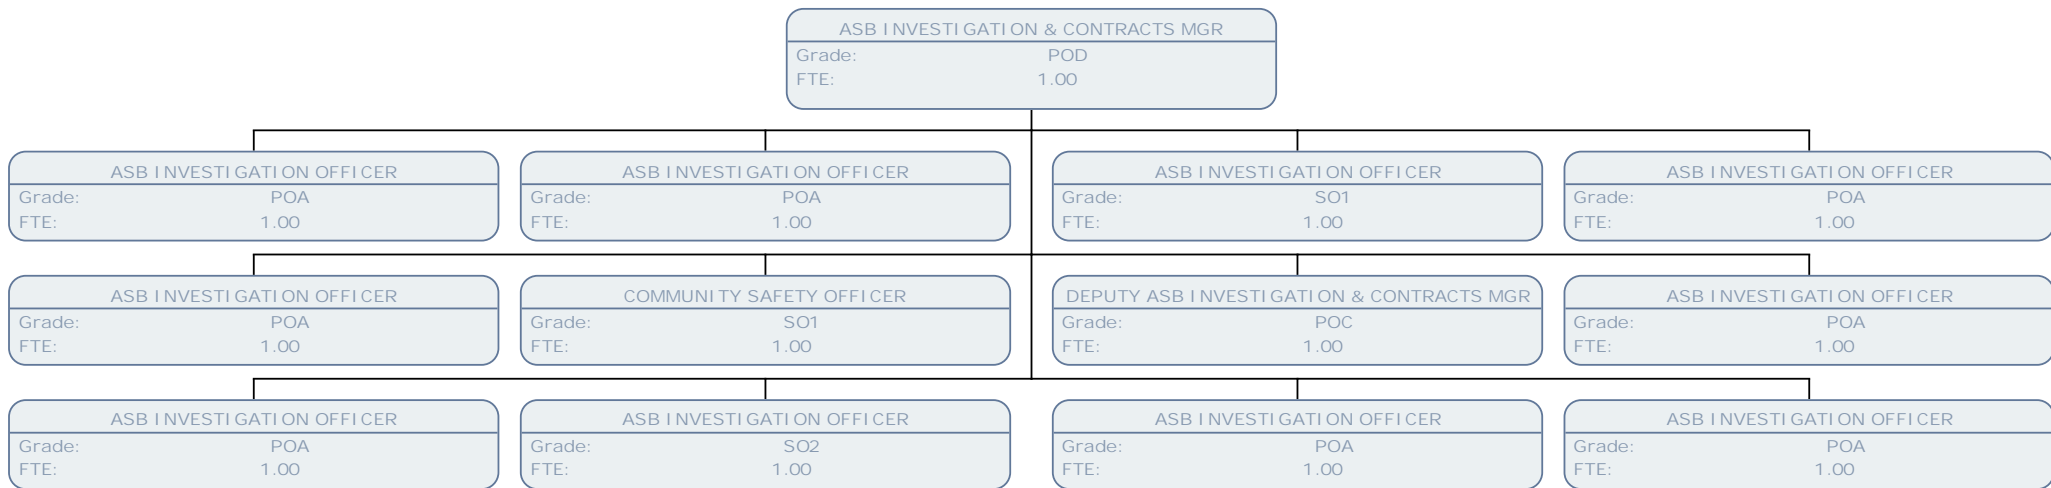 ASB INVESTIGATION & CONTRACTS MGR
Grade: POD
FTE: 1.00
ASB INVESTIGATION OFFICER
Grade: POA
FTE: 1.00
ASB INVESTIGATION OFFICER
Grade: POA
FTE: 1.00
ASB INVESTIGATION OFFICER
Grade: SO1
FTE: 1.00
ASB INVESTIGATION OFFICER
Grade: POA
FTE: 1.00
ASB INVESTIGATION OFFICER
Grade: POA
FTE: 1.00
COMMUNITY SAFETY OFFICER
Grade: SO1
FTE: 1.00
DEPUTY ASB INVESTIGATION & CONTRACTS MGR
Grade: POC
FTE: 1.00
ASB INVESTIGATION OFFICER
Grade: POA
FTE: 1.00
ASB INVESTIGATION OFFICER
Grade: POA
FTE: 1.00
ASB INVESTIGATION OFFICER
Grade: SO2
FTE: 1.00
ASB INVESTIGATION OFFICER
Grade: POA
FTE: 1.00
ASB INVESTIGATION OFFICER
Grade: POA
FTE: 1.00